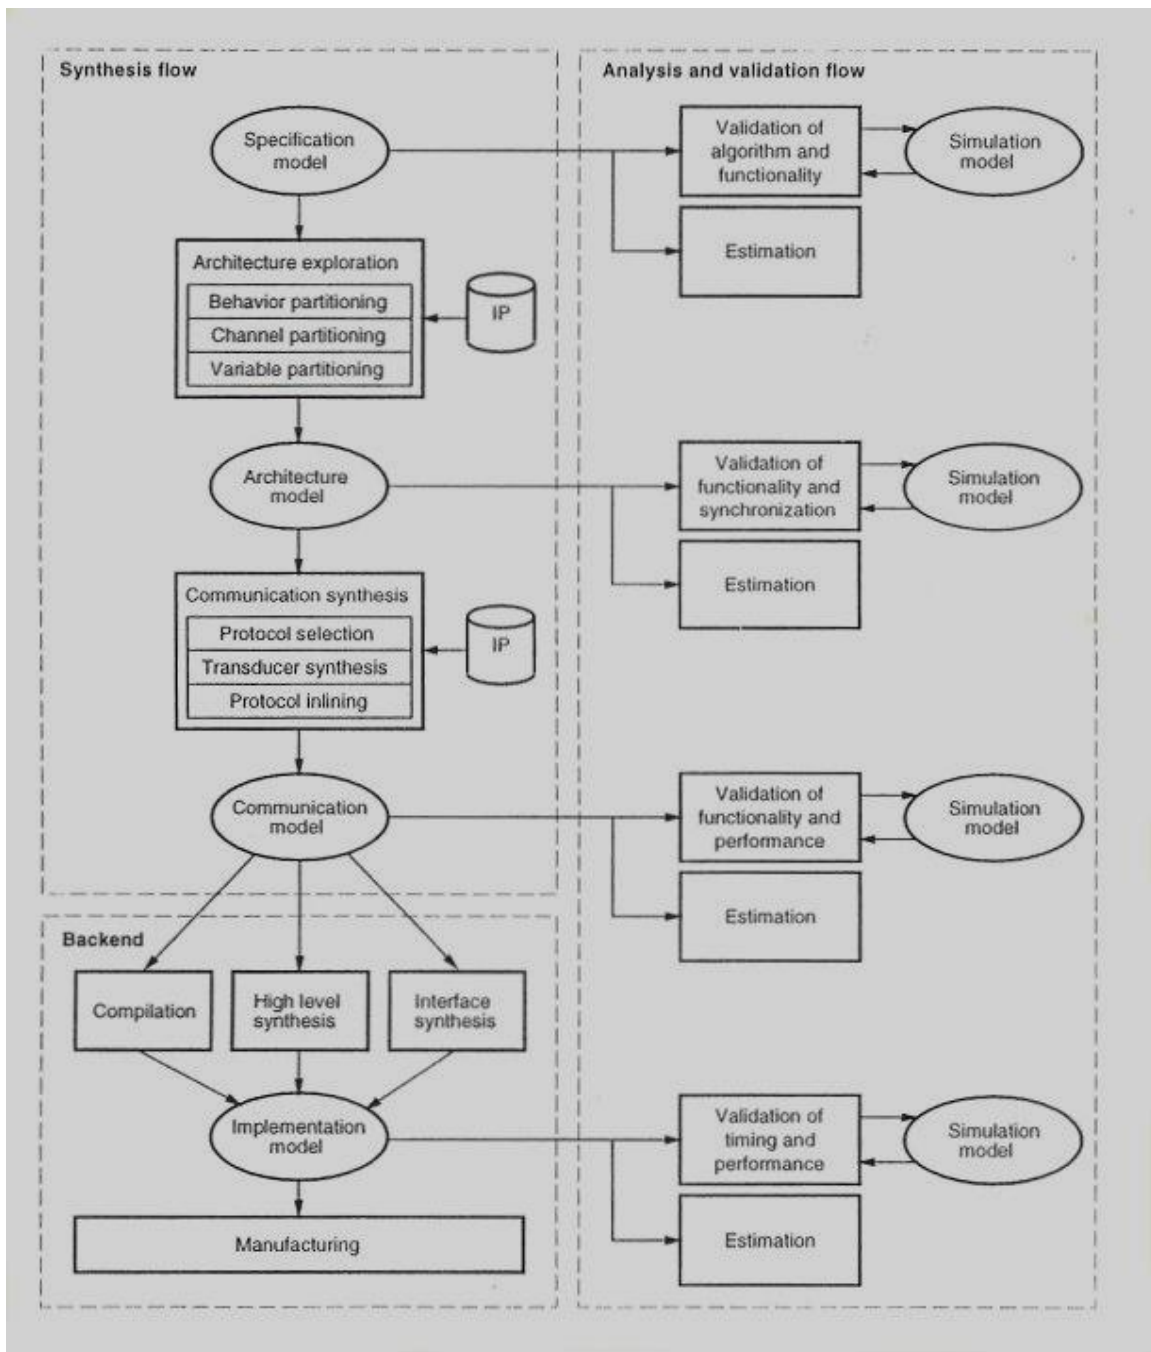 Synthesis flow
Specification
model
Architecture exploration
Behavior partitioning
Channel partitioning
Variable partitioning
IP
Architecture
model
Communication synthesis
Protocol selection
Transducer synthesis
Protocol inlining
IP
Communication
model
Backend
Compilation
High level
synthesis
Interface
synthesis
Implementation
model
Manufacturing
Analysis and validation flow
Validation of
algorithm and
functionality
Simulation
model
Estimation
Validation of
functionality and
synchronization
Simulation
model
Estimation
Validation of
functionality and
performance
Simulation
model
Estimation
Validation of
timing and
performance
Simulation
model
Estimation